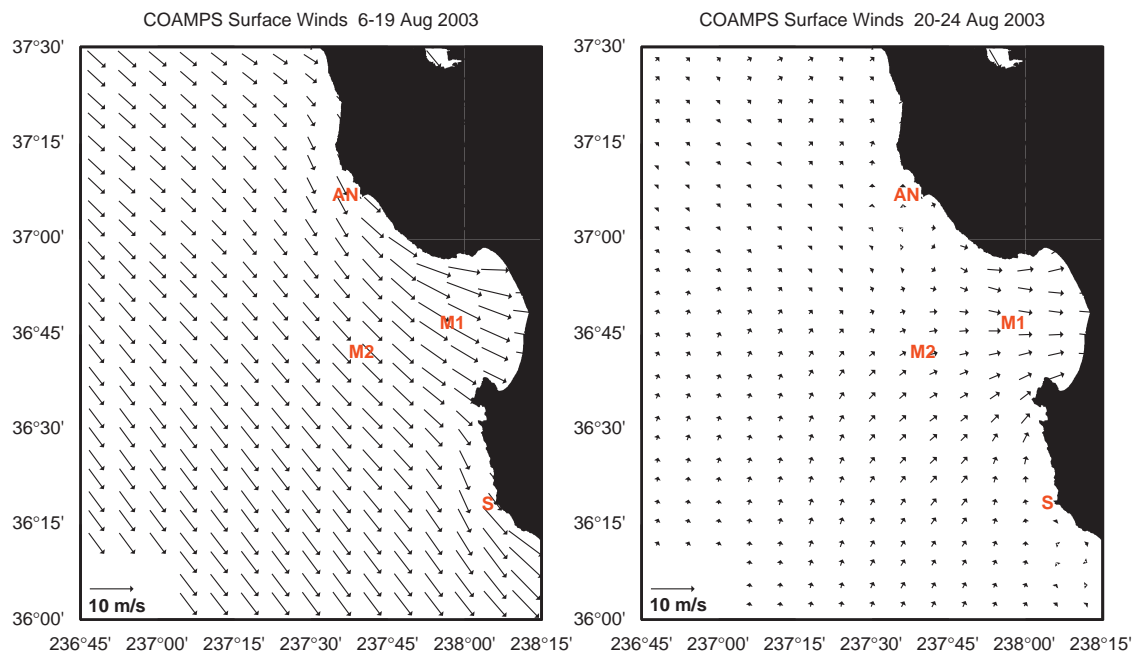 COAMPS Surface Winds 6-19 Aug 2003
37°30'
37°15'
37°00'
36°45'
36°30'
36°15'
36°00'
AN
M1
M2
S
10 m/s
236°45' 237°00' 237°15' 237°30' 237°45' 238°00' 238°15'
COAMPS Surface Winds 20-24 Aug 2003
37°30'
37°15'
37°00'
36°45'
36°30'
36°15'
36°00'
AN
M1
M2
S
10 m/s
236°45' 237°00' 237°15' 237°30' 237°45' 238°00' 238°15'